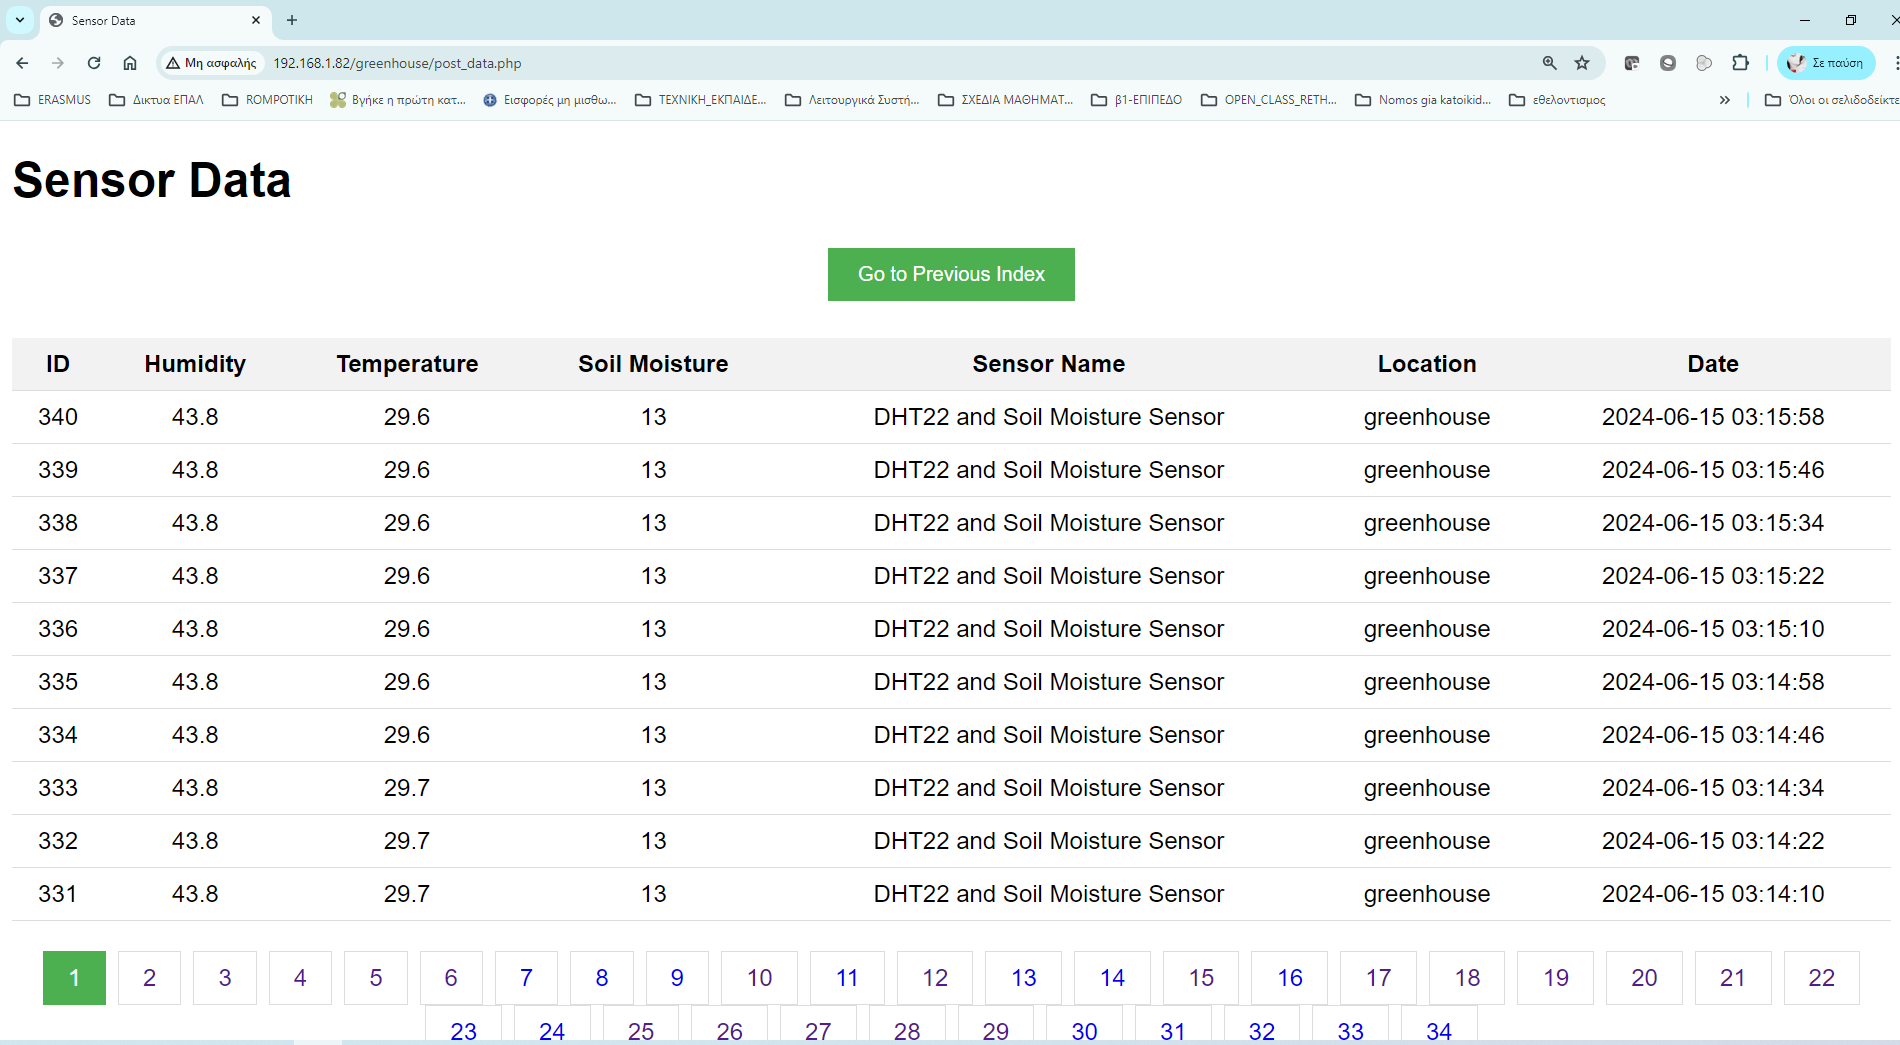 Sensor Data
Μη ασφαλής 192.168.1.82/greenhouse/post_data.php Σε παύση
ERASMUS Δικτυα ΕΠΑΛ ROMPOTIKH Βγήκε η πρώτη κατ... Εισφορές μη μισθω... ΤΕΧΝΙΚΗ_ΕΚΠΑΙΔΕ... Λειτουργικά Συστή... ΣΧΕΔΙΑ ΜΑΘΗΜΑΤ... β1-ΕΠΙΠΕΔΟ OPEN_CLASS_RETH... Nomos gia katoikid... εθελοντισμος » Όλοι οι σελιδοδείκτε
Sensor Data
Go to Previous Index
ID Humidity Temperature Soil Moisture Sensor Name Location Date
340 43.8 29.6 13 DHT22 and Soil Moisture Sensor greenhouse 2024-06-15 03:15:58
339 43.8 29.6 13 DHT22 and Soil Moisture Sensor greenhouse 2024-06-15 03:15:46
338 43.8 29.6 13 DHT22 and Soil Moisture Sensor greenhouse 2024-06-15 03:15:34
337 43.8 29.6 13 DHT22 and Soil Moisture Sensor greenhouse 2024-06-15 03:15:22
336 43.8 29.6 13 DHT22 and Soil Moisture Sensor greenhouse 2024-06-15 03:15:10
335 43.8 29.6 13 DHT22 and Soil Moisture Sensor greenhouse 2024-06-15 03:14:58
334 43.8 29.6 13 DHT22 and Soil Moisture Sensor greenhouse 2024-06-15 03:14:46
333 43.8 29.7 13 DHT22 and Soil Moisture Sensor greenhouse 2024-06-15 03:14:34
332 43.8 29.7 13 DHT22 and Soil Moisture Sensor greenhouse 2024-06-15 03:14:22
331 43.8 29.7 13 DHT22 and Soil Moisture Sensor greenhouse 2024-06-15 03:14:10
1 2 3 4 5 6 7 8 9 10 11 12 13 14 15 16 17 18 19 20 21 22
23 24 25 26 27 28 29 30 31 32 33 34